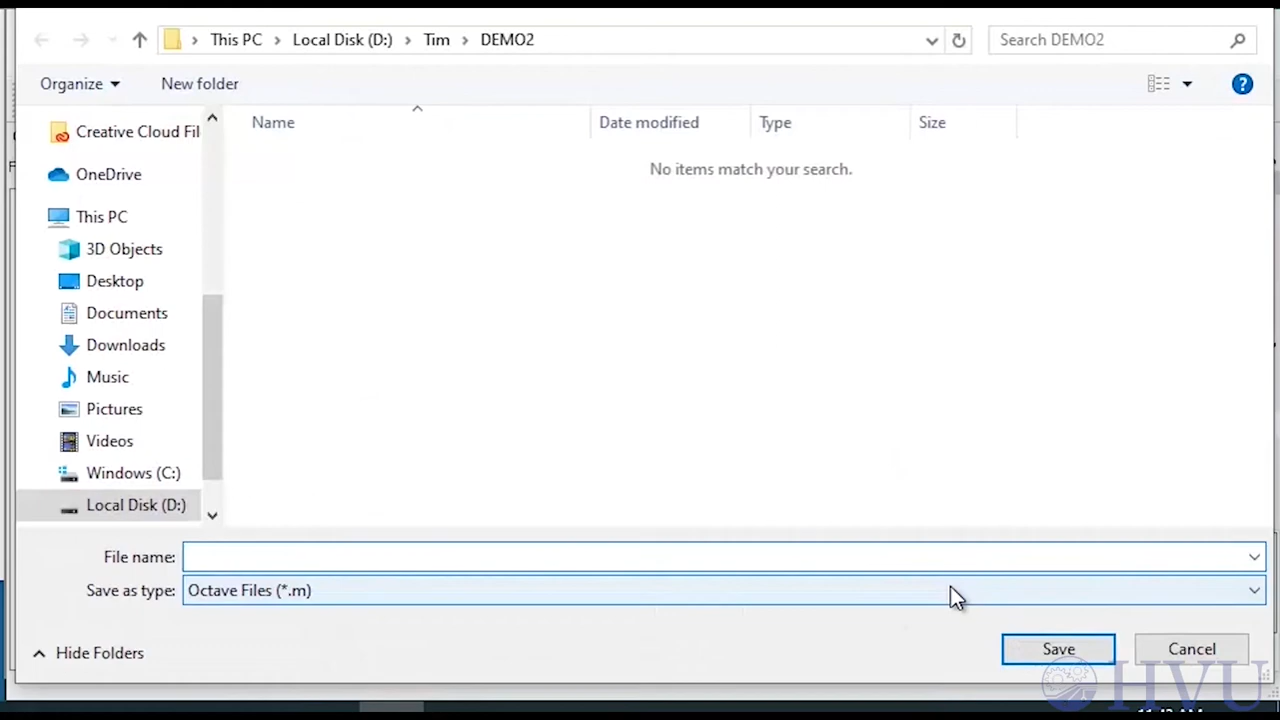 This PC > Local Disk (D:) > Tim > DEMO2
Search DEMO2
Organize
New folder
?
Name
Date modified
Type
Size
No items match your search.
Creative Cloud Fil
OneDrive
This PC
3D Objects
Desktop
Documents
Downloads
Music
Pictures
Videos
Windows (C:)
Local Disk (D:)
File name:
Save as type: Octave Files (*.m)
Hide Folders
Save
Cancel
HVU